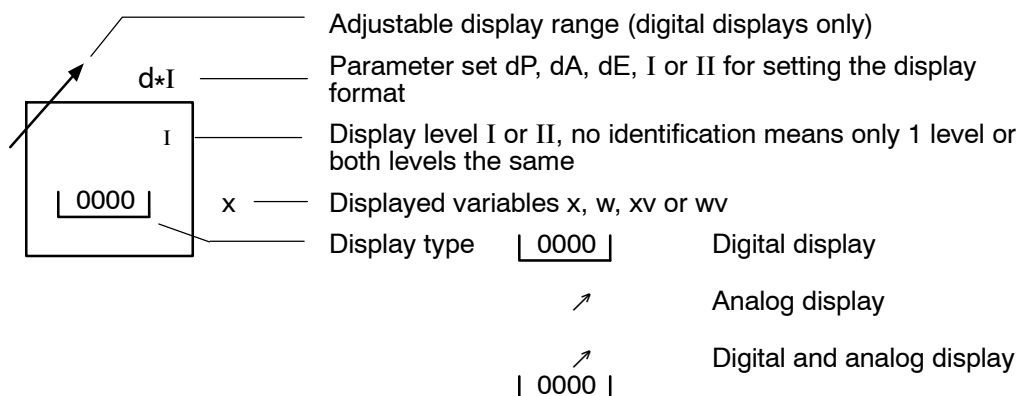 Adjustable display range (digital displays only)
d*I
Parameter set dP, dA, dE, I or II for setting the display
format
I
Display level I or II, no identification means only 1 level or
both levels the same
0000
x
Displayed variables x, w, xv or wv
Display type
0000
Digital display
Analog display
Digital and analog display
0000